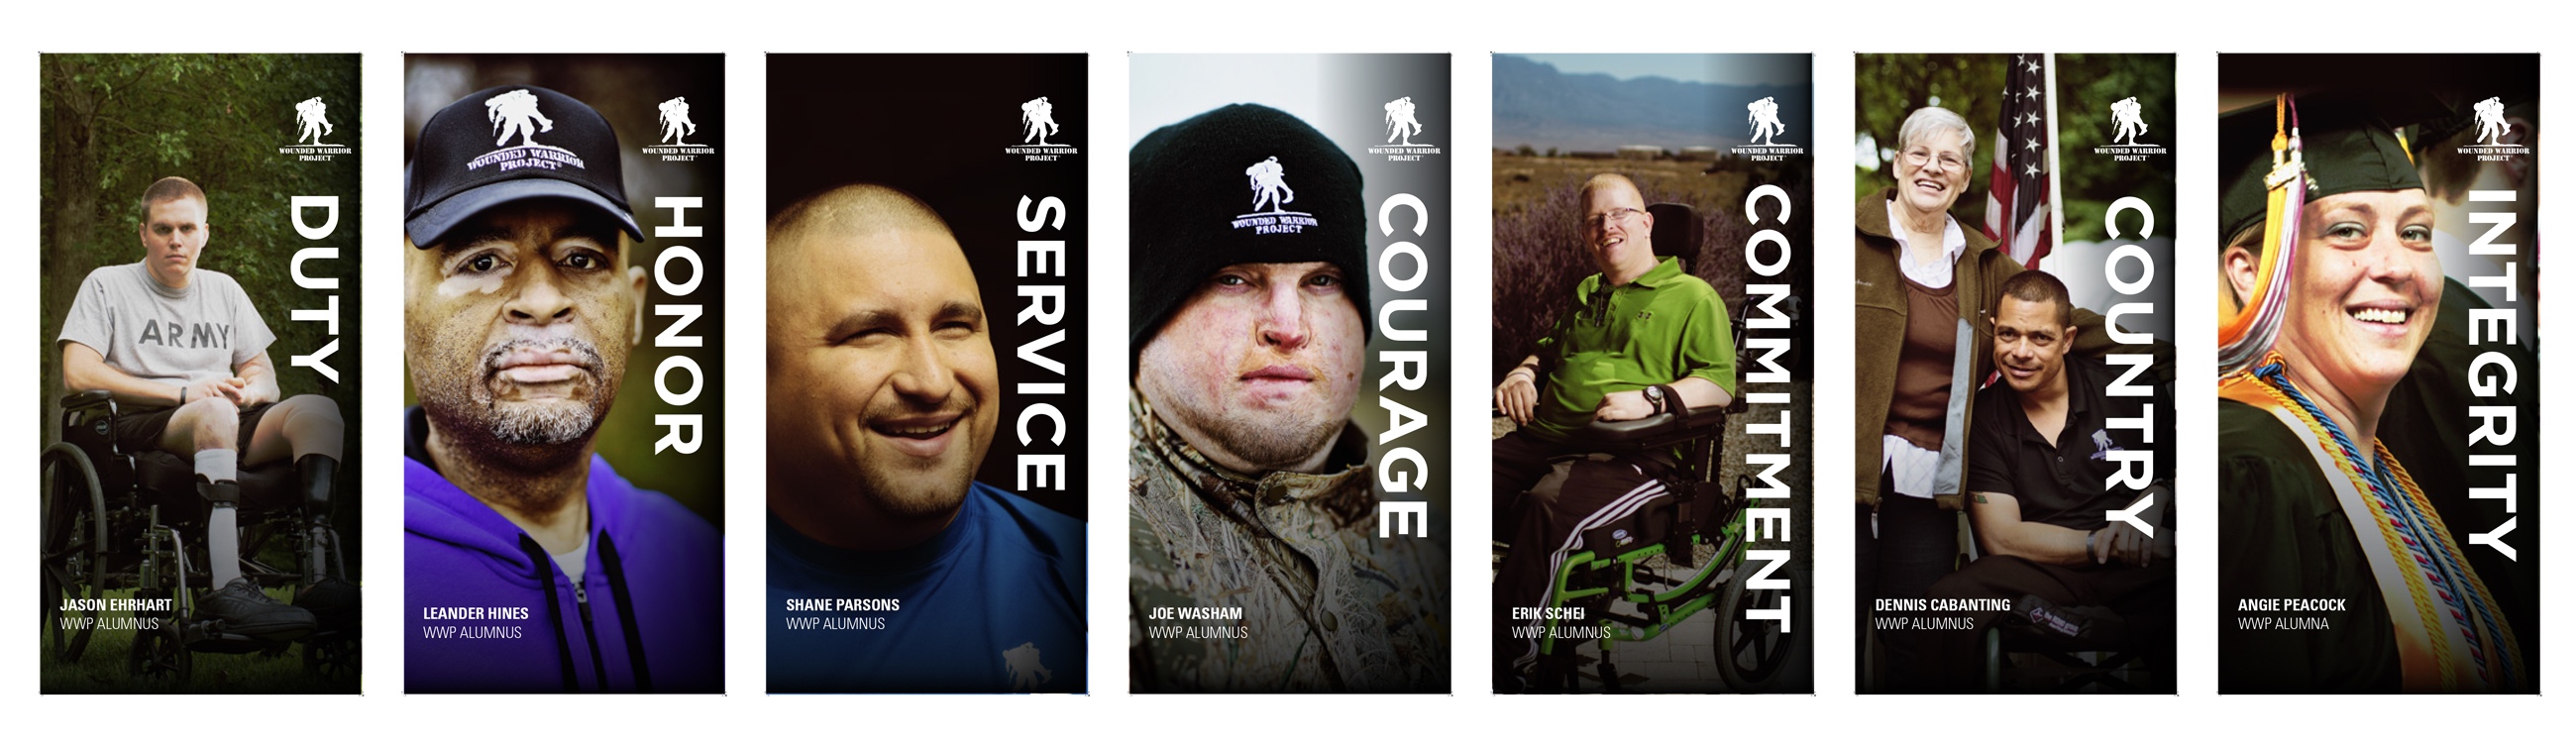 WOUNDED WARRIOR
PROJECT
DUTY
ARMY
JASON EHRHART
WWP ALUMNUS
WOUNDED WARRIOR
PROJECT
WOUNDED WARRIOR
PROJECT
HONOR
LEANDER HINES
WWP ALUMNUS
WOUNDED WARRIOR
PROJECT
SERVICE
SHANE PARSONS
WWP ALUMNUS
WOUNDED WARRIOR
PROJECT
WOUNDED WARRIOR
PROJECT
COURAGE
JOE WASHAM
WWP ALUMNUS
WOUNDED WARRIOR
PROJECT
COMMITMENT
ERIK SCHEI
WWP ALUMNUS
WOUNDED WARRIOR
PROJECT
COUNTRY
DENNIS CABANTING
WWP ALUMNUS
WOUNDED WARRIOR
PROJECT
INTEGRITY
ANGIE PEACOCK
WWP ALUMNA